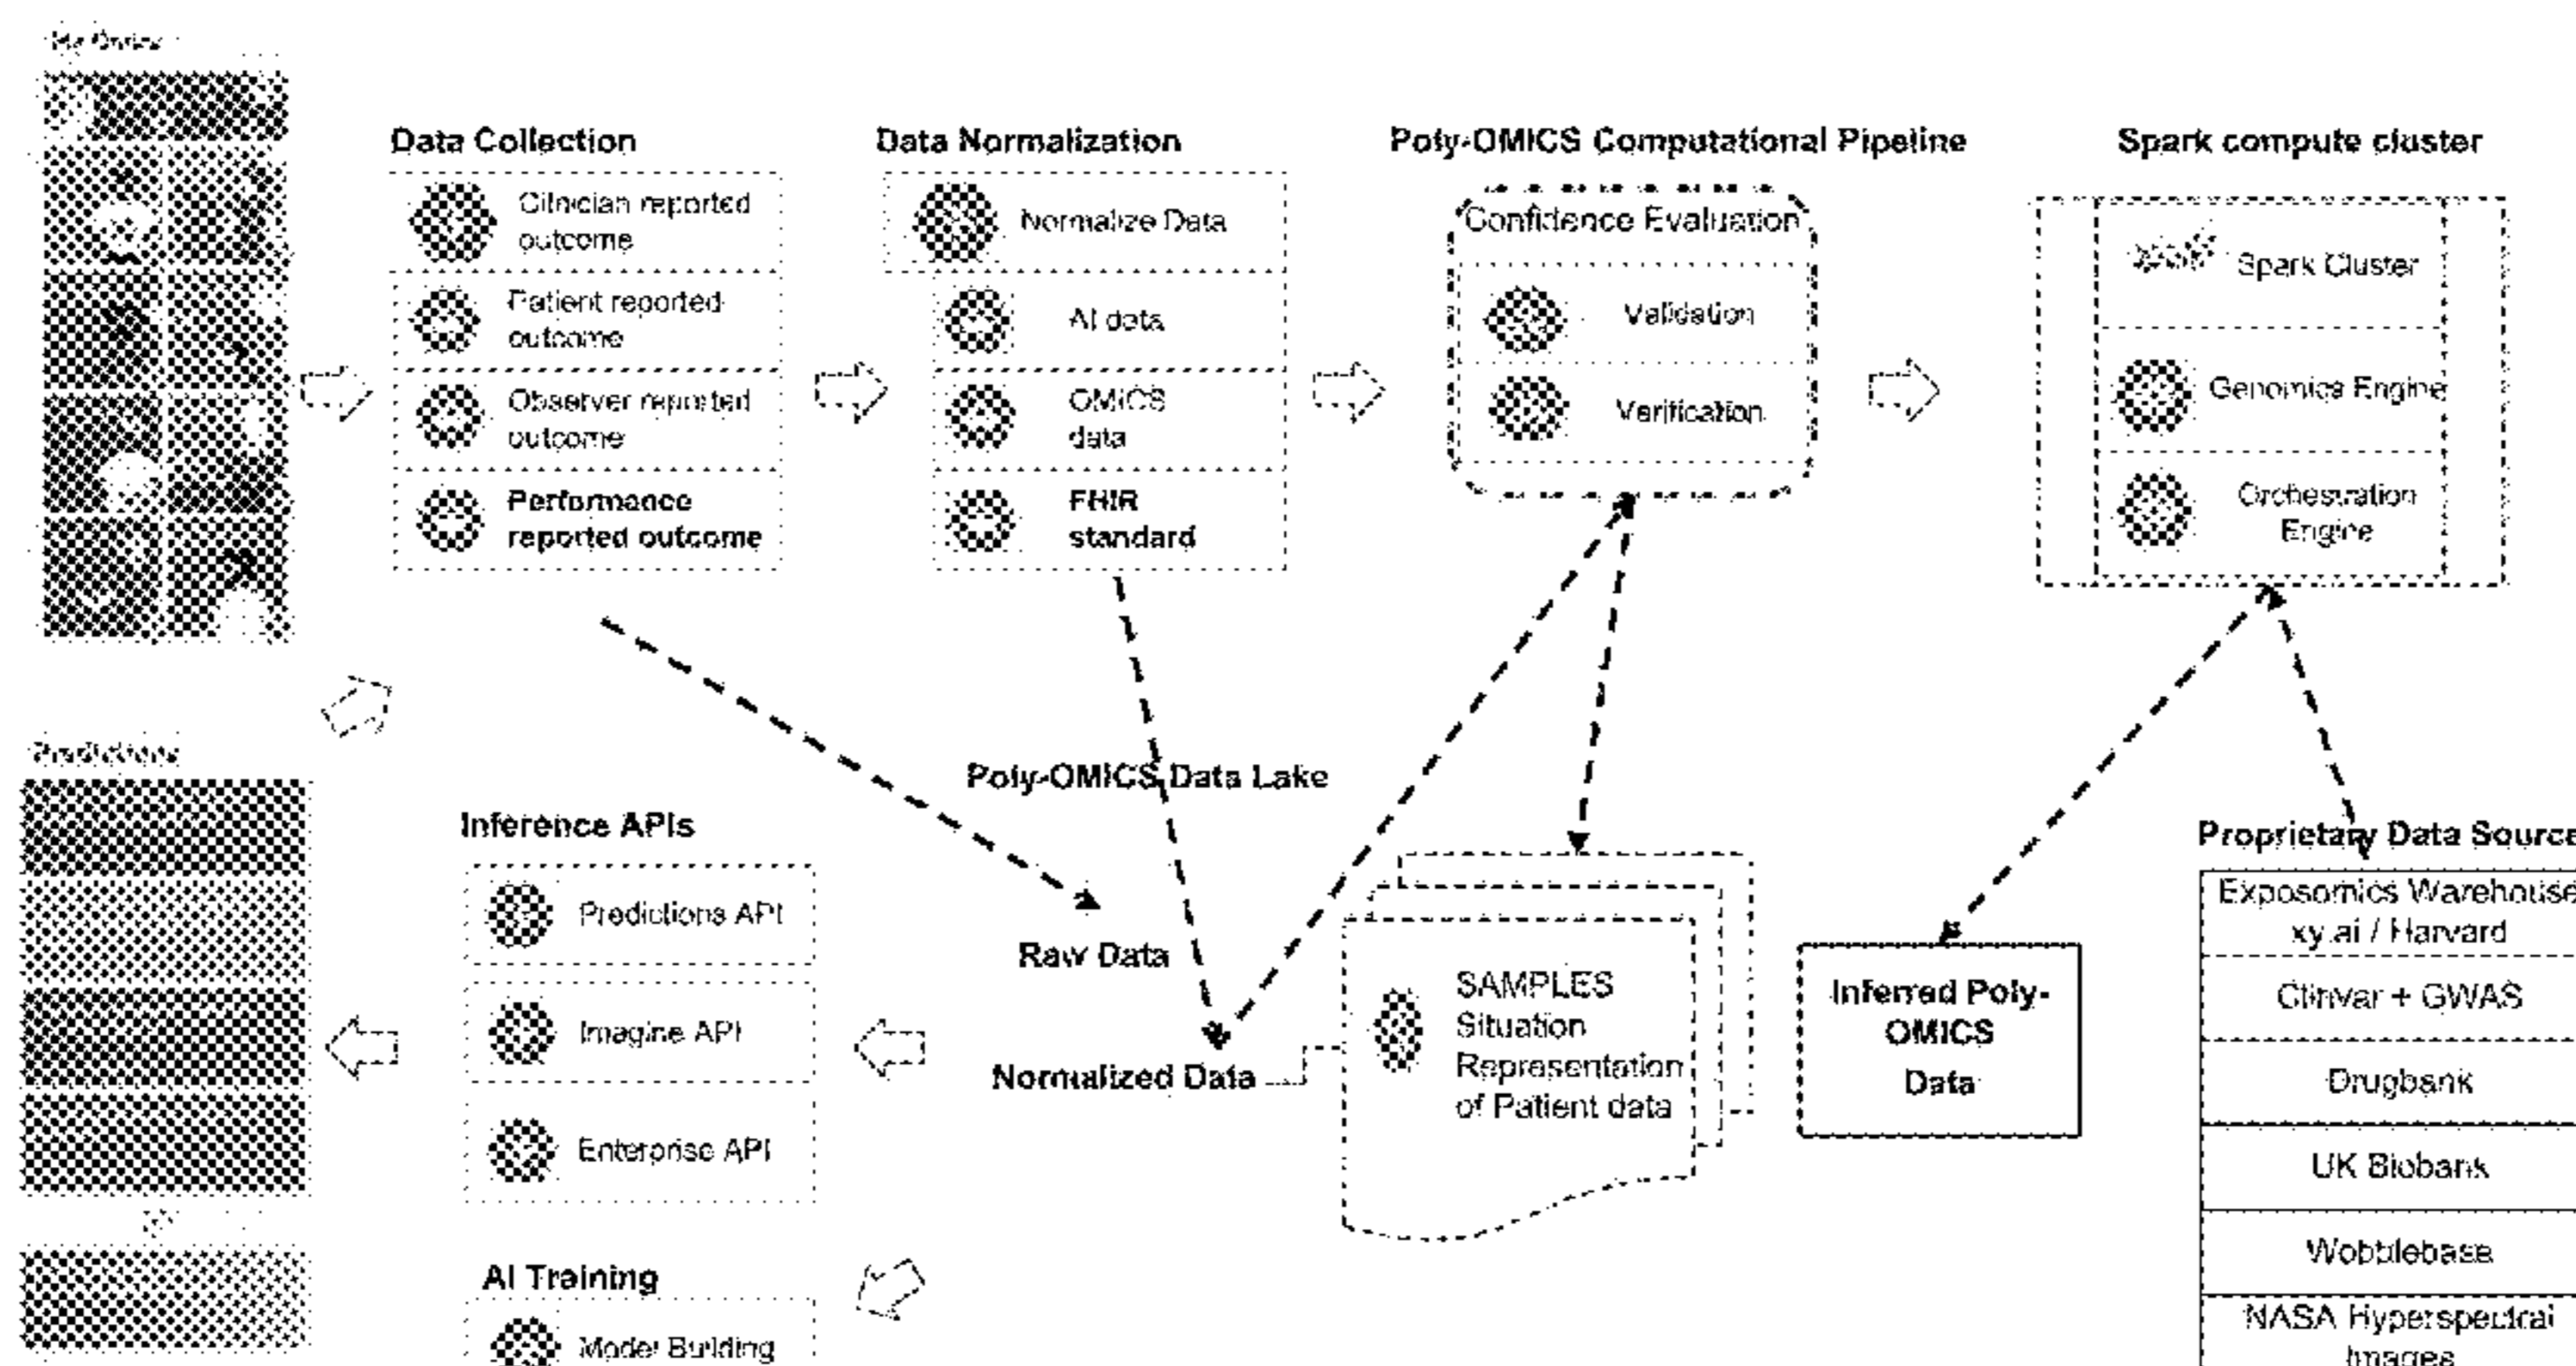 Data Collection
Clinician reported
outcome
Patient reported
outcome
Observer reported
outcome
Performance
reported outcome
Data Normalization
Normalize Data
AI data
OMICS
data
FHIR
standard
Poly-OMICS Computational Pipeline
Confidence Evaluation
Validation
Verification
Spark compute cluster
Spark Cluster
Genomics Engine
Orchestration
Engine
Predictions
Inference APIs
Predictions API
Imagine API
Enterprise API
AI Training
Model Building
Poly-OMICS Data Lake
Raw Data
Normalized Data
SAMPLES
Situation
Representation
of Patient data
Inferred Poly-
OMICS
Data
Proprietary Data Source
Exposomics Warehouse
xy.ai / Harvard
Clinvar + GWAS
Drugbank
UK Biobank
Wobblebase
NASA Hyperspectral
Images